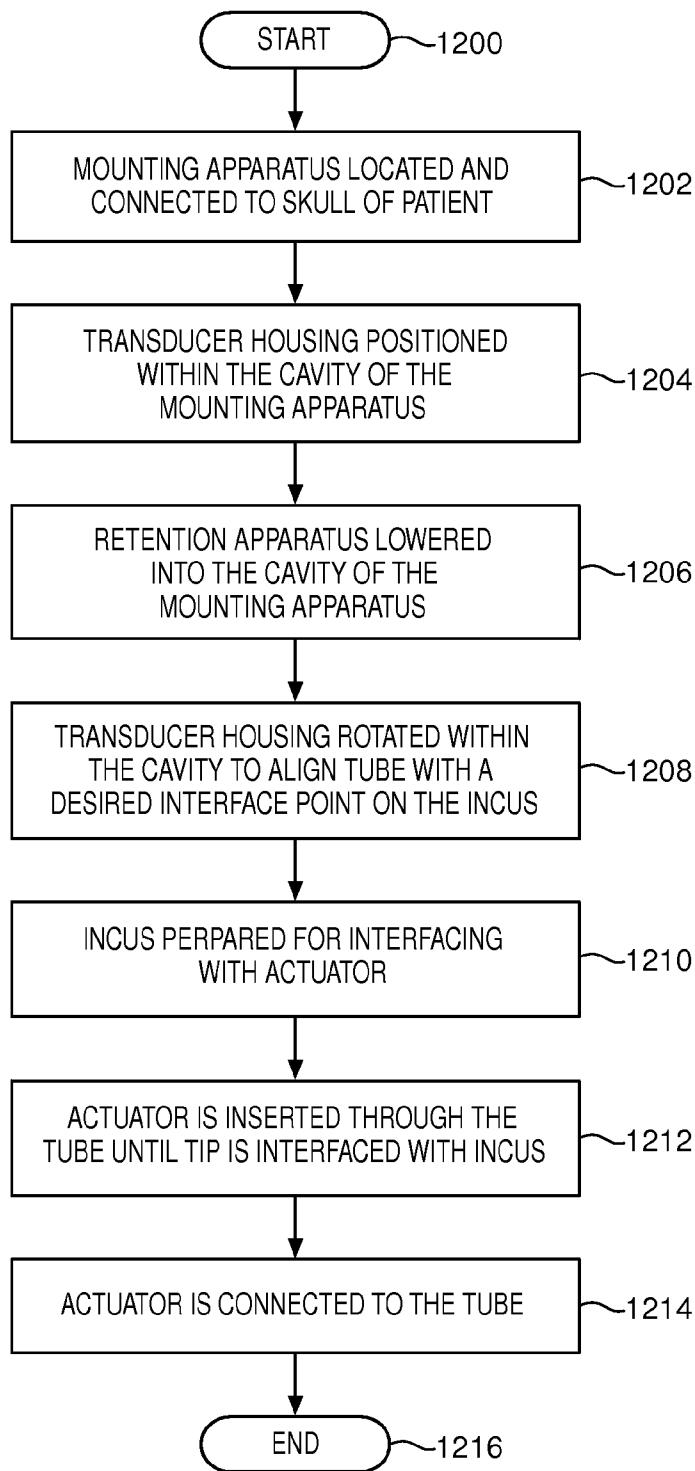 START
1200
MOUNTING APPARATUS LOCATED AND
CONNECTED TO SKULL OF PATIENT
1202
TRANSDUCER HOUSING POSITIONED
WITHIN THE CAVITY OF THE
MOUNTING APPARATUS
1204
RETENTION APPARATUS LOWERED
INTO THE CAVITY OF THE
MOUNTING APPARATUS
1206
TRANSDUCER HOUSING ROTATED WITHIN
THE CAVITY TO ALIGN TUBE WITH A
DESIRED INTERFACE POINT ON THE INCUS
1208
INCUS PERPARED FOR INTERFACING
WITH ACTUATOR
1210
ACTUATOR IS INSERTED THROUGH THE
TUBE UNTIL TIP IS INTERFACED WITH INCUS
1212
ACTUATOR IS CONNECTED TO THE TUBE
1214
END
1216